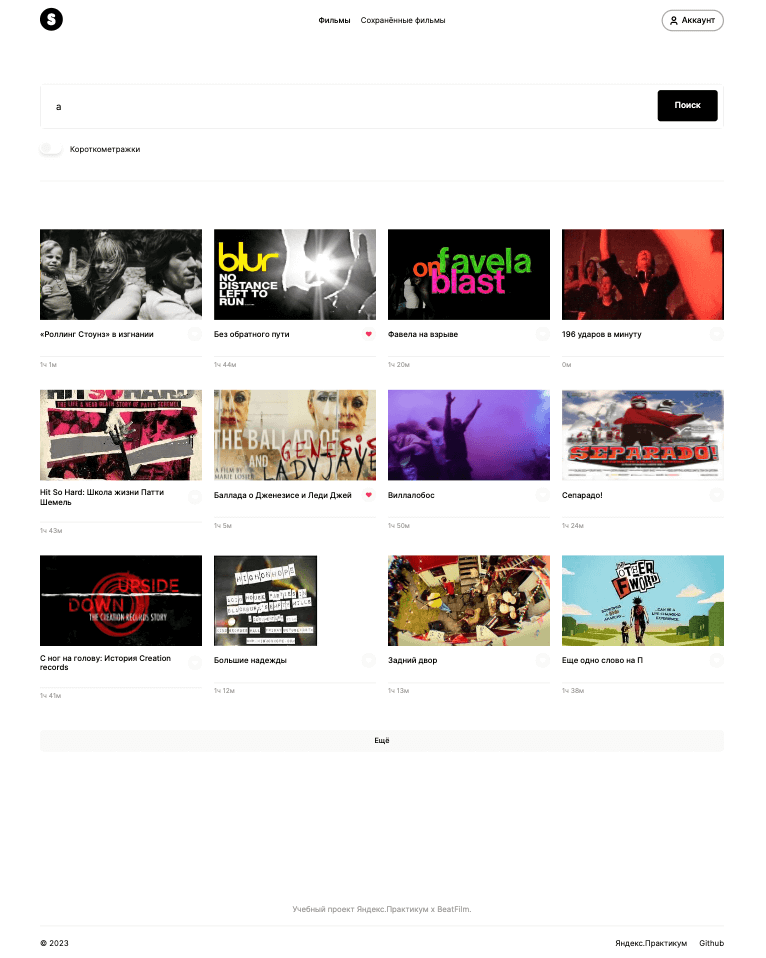 S
Фильмы Сохранённые фильмы Аккаунт
а Поиск
Короткометражки
blur
NO
DISTANCE
LEFT TO
RUN
on favela
blast
«Роллинг Стоунз» в изгнании
Без обратного пути
Фавела на взрыве
196 ударов в минуту
1ч 1м
1ч 44м
1ч 20м
0м
HIT SO HARD
THE LIFE & NEAR DEATH STORY OF PATTY SCHEMEL
THE BALLAD OF
GENESIS
AND LADY JAYE
A FILM BY
MARIE LOSIER
SEPARADO!
Hit So Hard: Школа жизни Патти
Шемель
Баллада о Дженезисе и Леди Джей
Виллалобос
Сепарадо!
1ч 43м
1ч 5м
1ч 50м
1ч 24м
UPSIDE
DOWN
THE CREATION RECORDS STORY
HIGH ON HOPE
OTHER
F WORD
С ног на голову: История Creation
records
Большие надежды
Задний двор
Еще одно слово на П
1ч 41м
1ч 12м
1ч 13м
1ч 38м
Ещё
Учебный проект Яндекс.Практикум х BeatFilm.
© 2023 Яндекс.Практикум Github